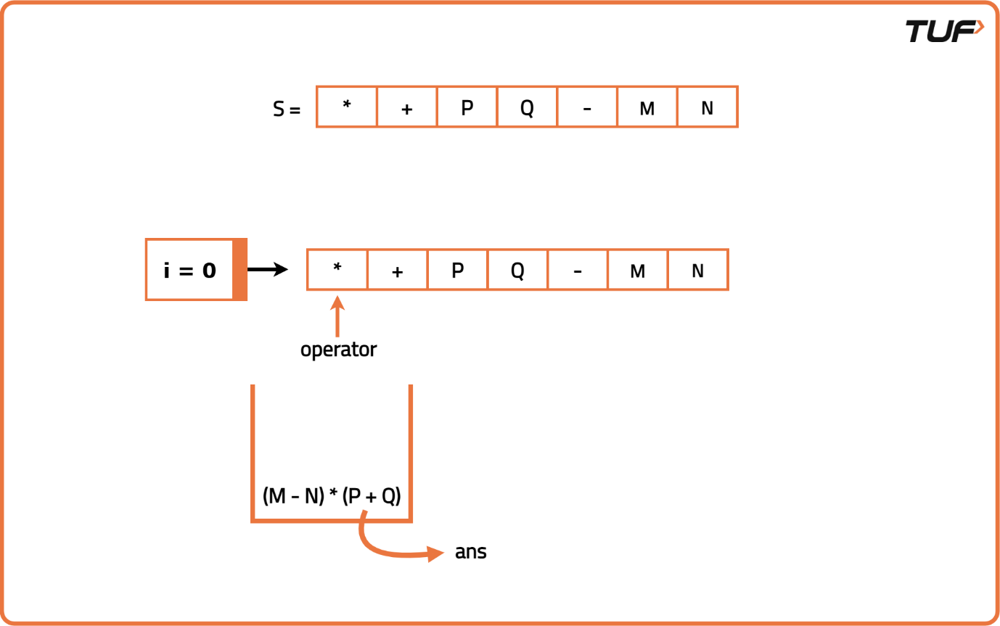 TUF
S = * + P Q - M N
i = 0 * + P Q - M N
operator
(M - N) * (P + Q)
ans